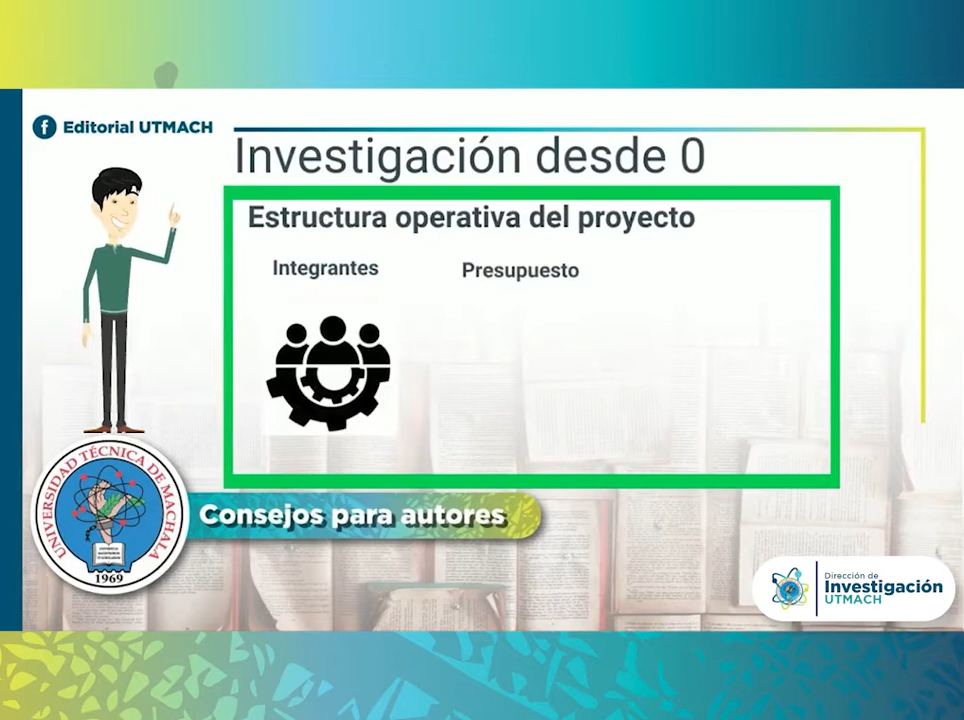 Editorial UTMACH
Investigación desde 0
Estructura operativa del proyecto
Integrantes
Presupuesto
Consejos para autores
UNIVERSIDAD TÉCNICA DE MACHALA
1969
Dirección de
Investigación
UTMACH